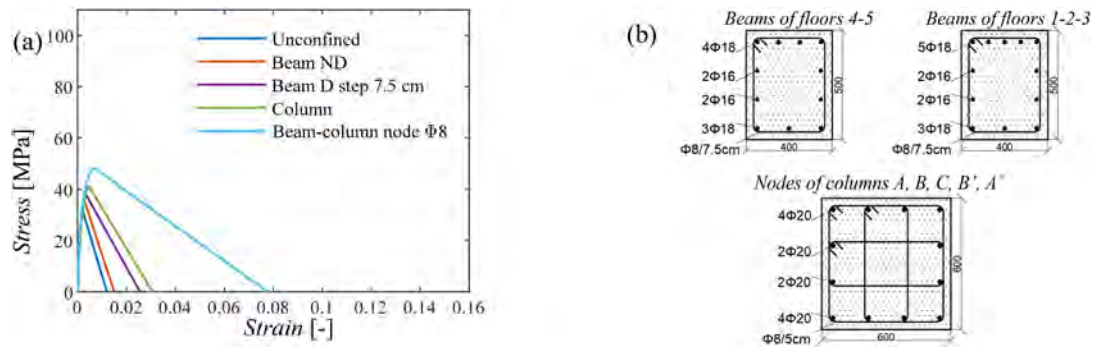 (a)
100
80
60
40
20
0
Stress [MPa]
0
0.02
0.04
0.06
0.08
0.1
0.12
0.14
0.16
Strain [-]
Unconfined
Beam ND
Beam D step 7.5 cm
Column
Beam-column node Φ8
(b)
Beams of floors 4-5
4Φ18
2Φ16
2Φ16
3Φ18
Φ8/7.5cm
400
500
Beams of floors 1-2-3
5Φ18
2Φ16
2Φ16
3Φ18
Φ8/7.5cm
400
500
Nodes of columns A, B, C, B', A'
4Φ20
2Φ20
2Φ20
4Φ20
Φ8/5cm
600
600